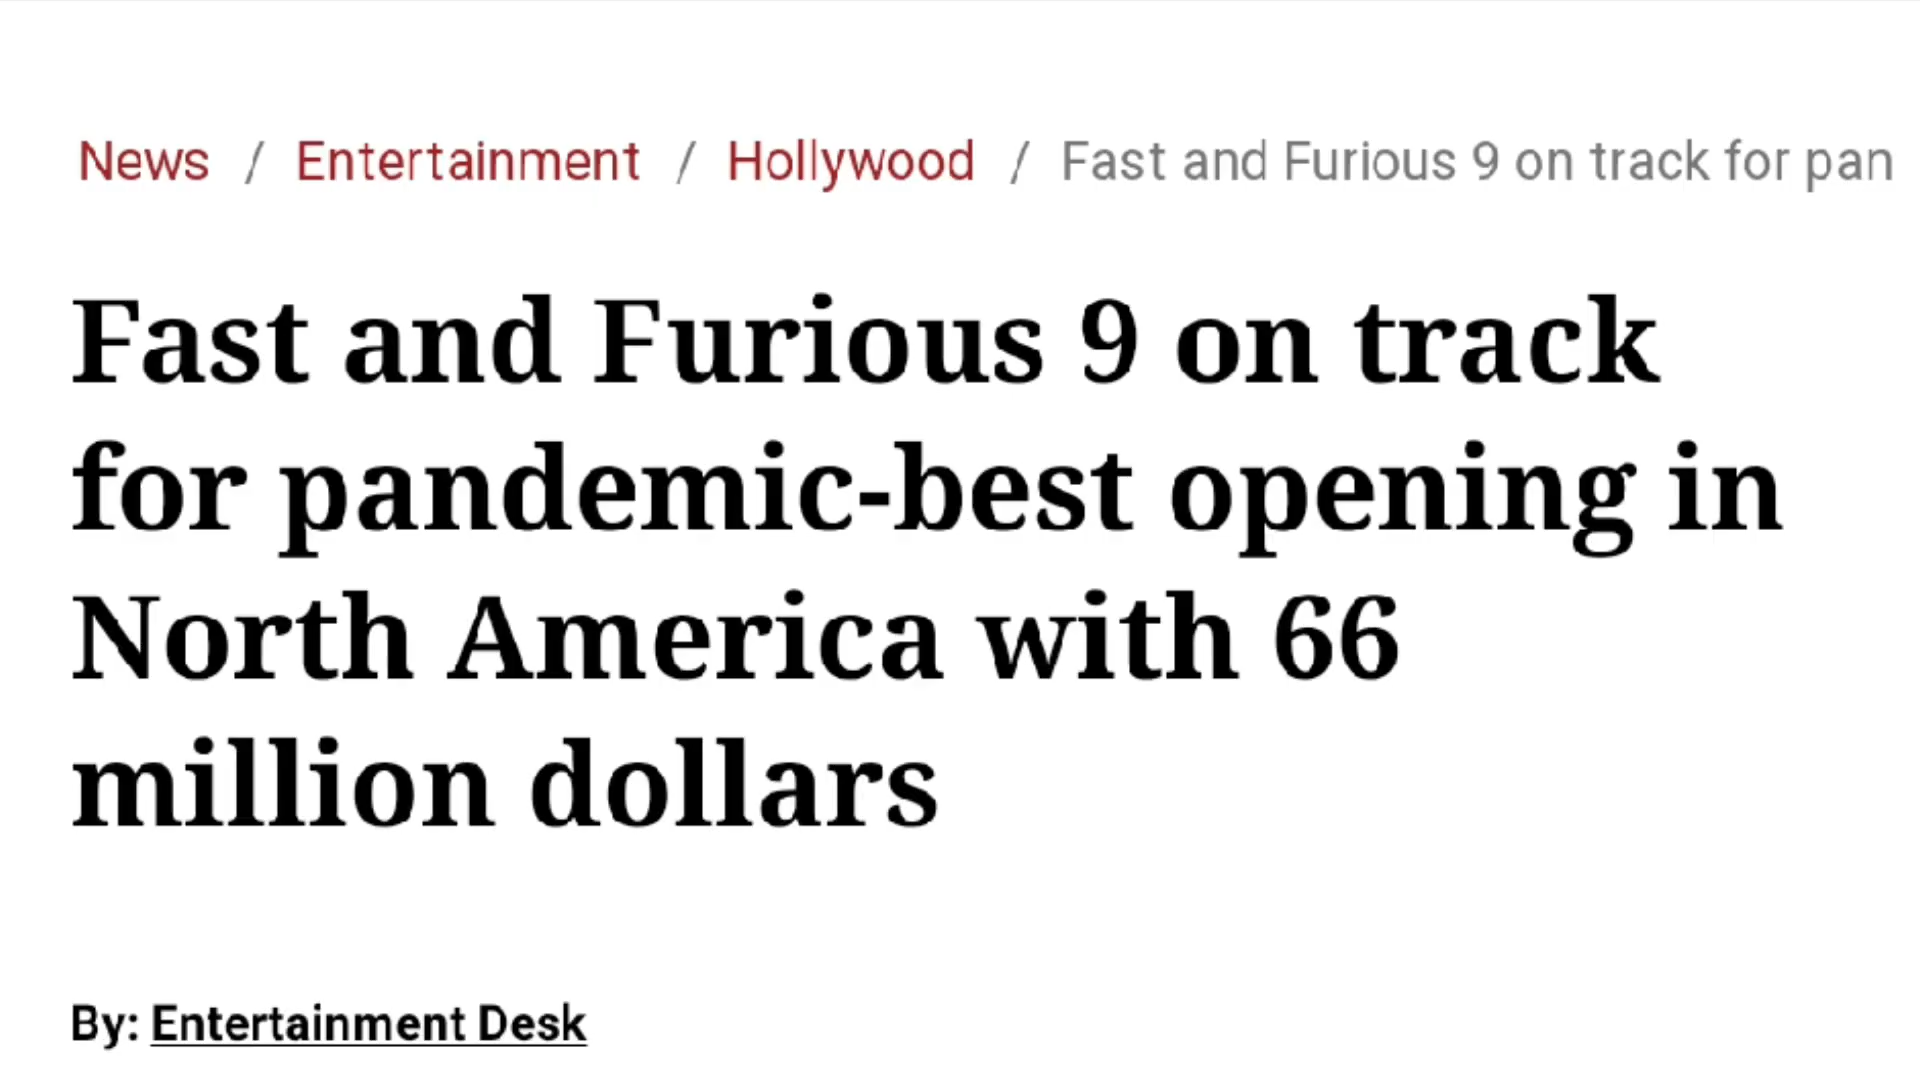 News / Entertainment / Hollywood / Fast and Furious 9 on track for pan
Fast and Furious 9 on track
for pandemic-best opening in
North America with 66
million dollars
By: Entertainment Desk